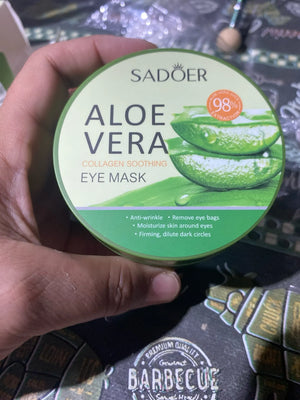 SADOER
ALOE
VERA
98%
COLLAGEN SOOTHING
EYE MASK
• Anti-wrinkle • Remove eye bags
• Moisturize skin around eyes
• Firming, dilute dark circles
PREMIUM QUALITY
Gourmet
BARBECUE